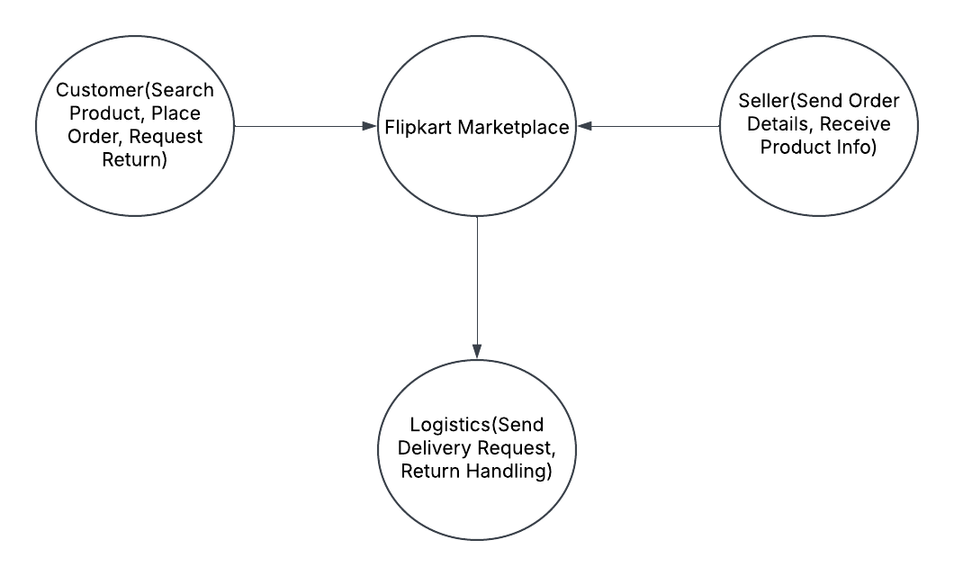 Customer(Search
Product, Place
Order, Request
Return)
Flipkart Marketplace
Seller(Send Order
Details, Receive
Product Info)
Logistics(Send
Delivery Request,
Return Handling)